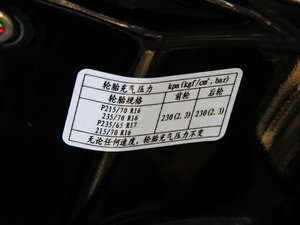 轮胎充气压力 kpa(kgf/cm², bar)
轮胎规格 前轮 后轮
P215/70 R16
235/70 R16 230(2.3) 230(2.3)
P235/65 R17
215/70 R16
无论任何速度，轮胎充气压力不变